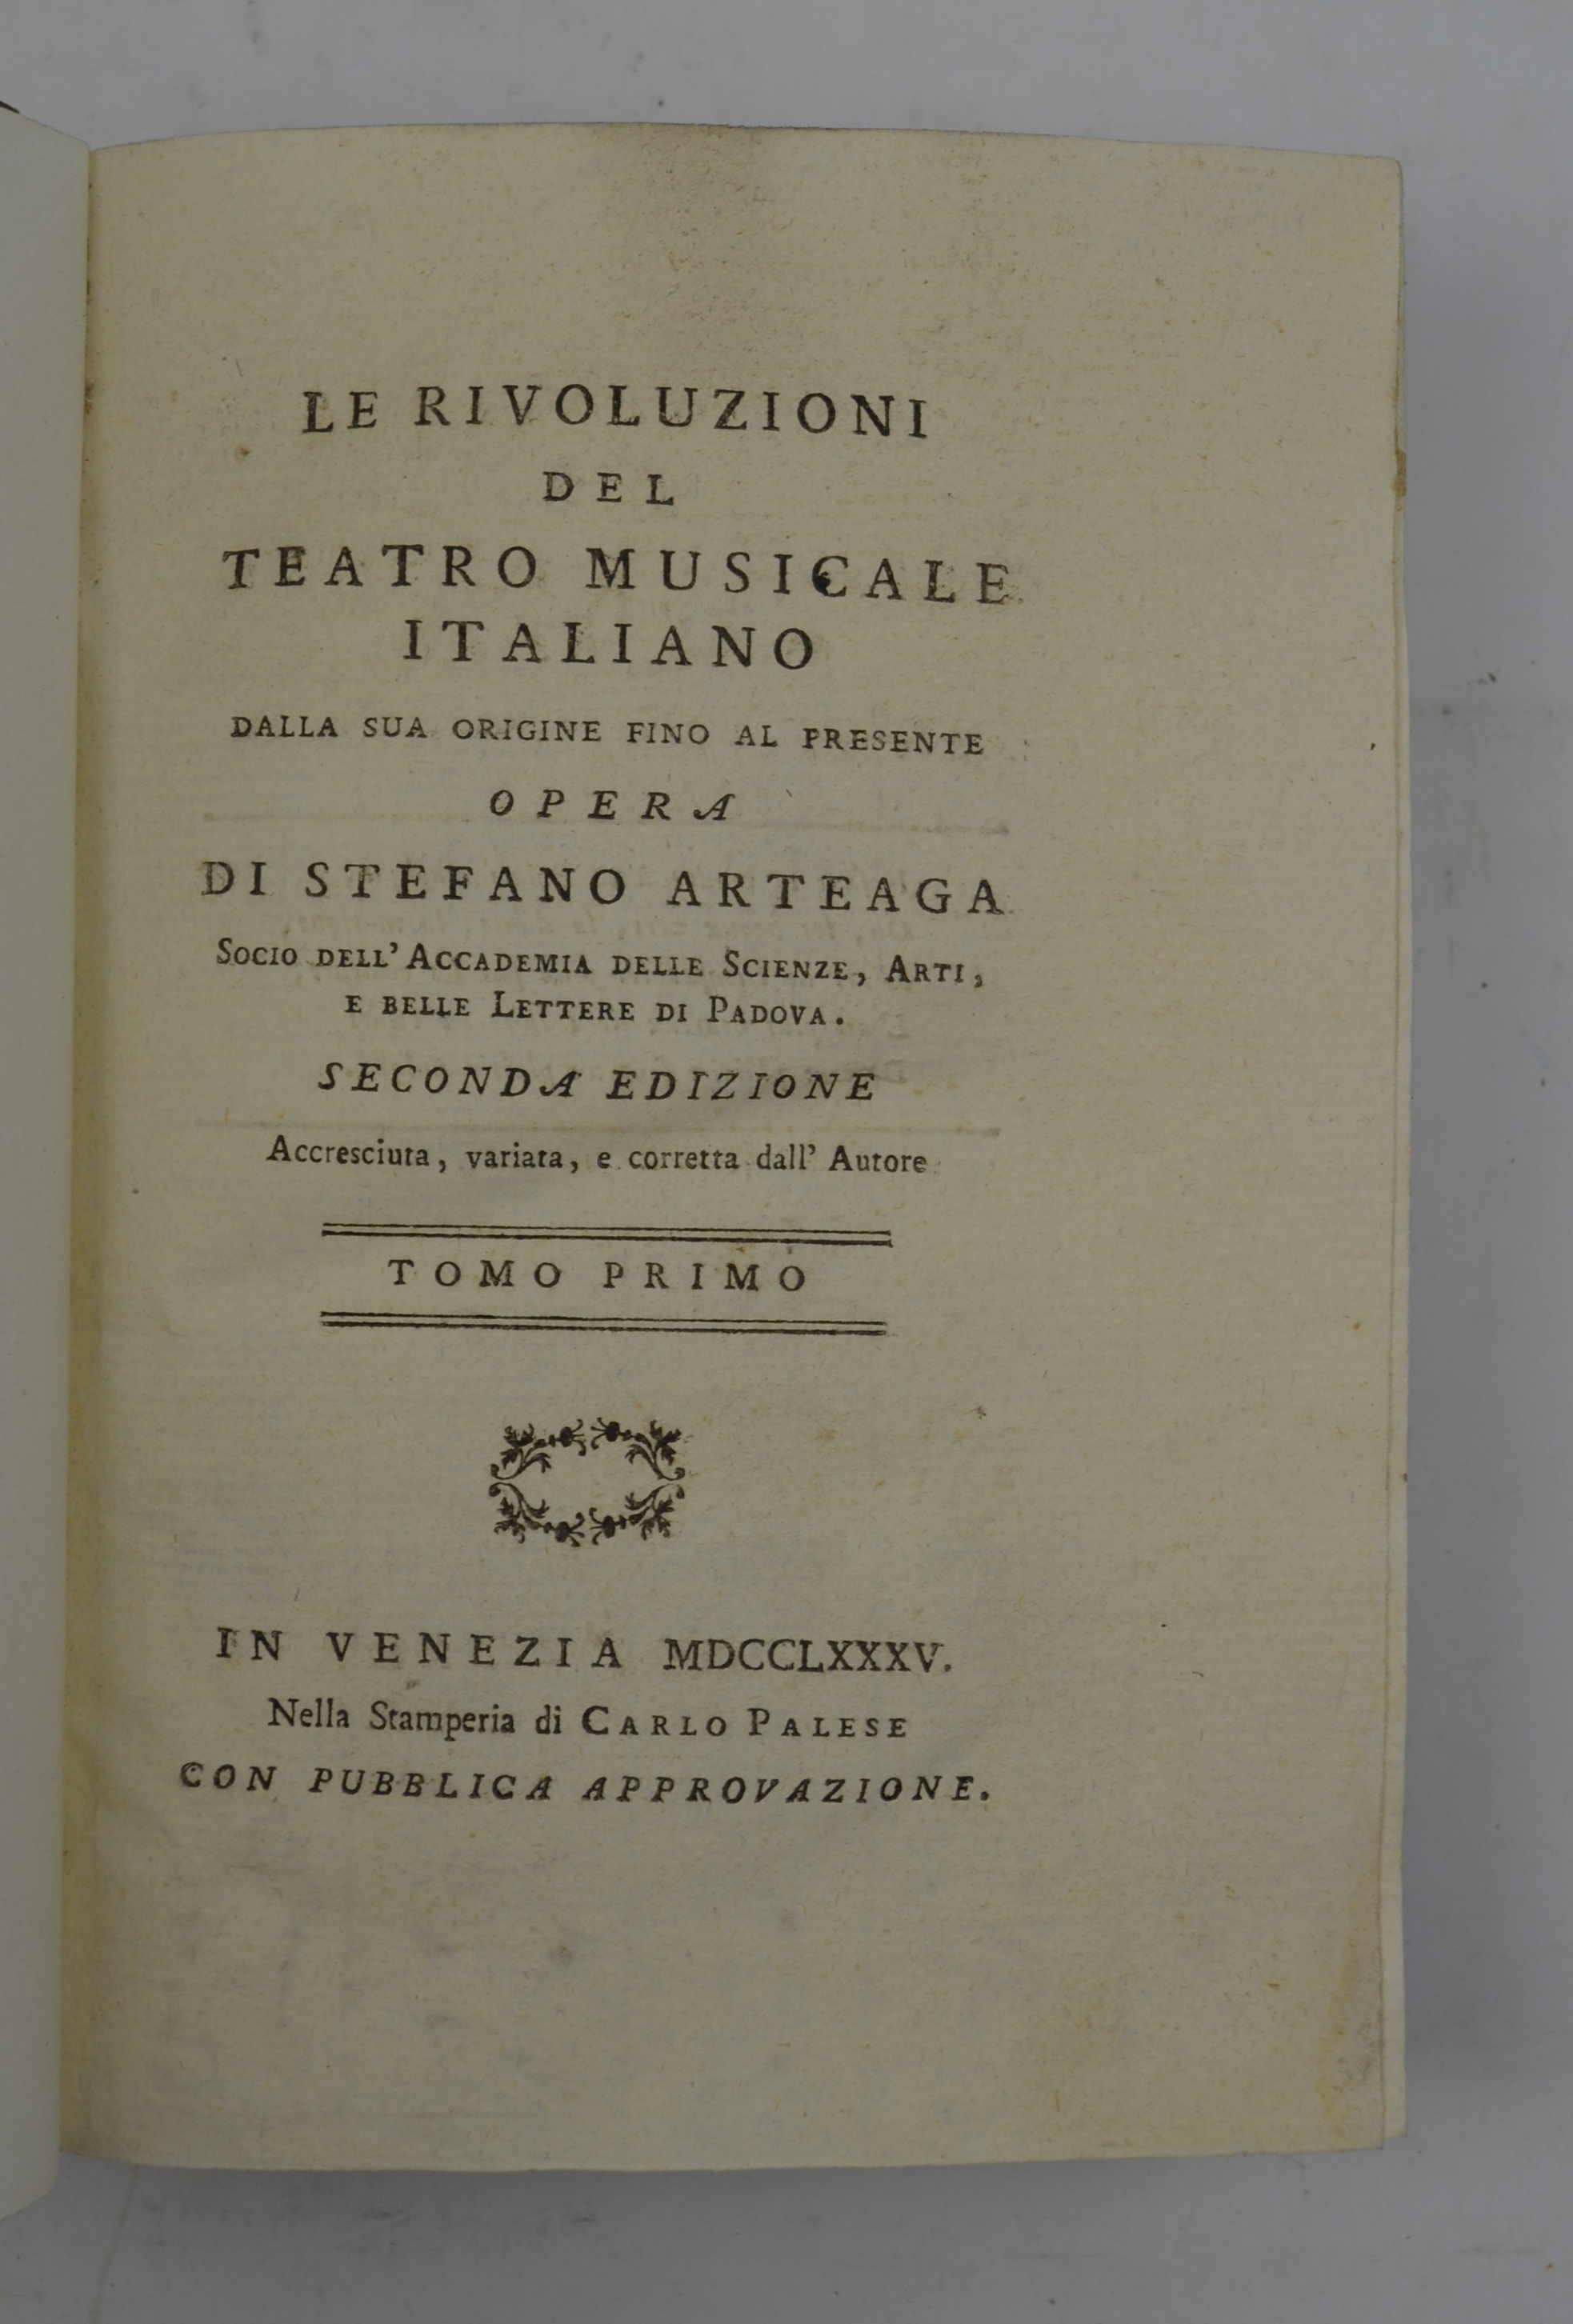 LE RIVOLUZIONI
DEL
TEATRO MUSICALE
ITALIANO
DALLA SUA ORIGINE FINO AL PRESENTE
OPERA
DI STEFANO ARTEAGA
SOCIO DELL' ACCADEMIA DELLE SCIENZE, ARTI,
E BELLE LETTERE DI PADOVA.
SECONDA EDIZIONE
Accresciuta, variata, e corretta dall' Autore
TOMO PRIMO
IN VENEZIA MDCCLXXXV.
Nella Stamperia di CARLO PALESE
CON PUBBLICA APPROVAZIONE.